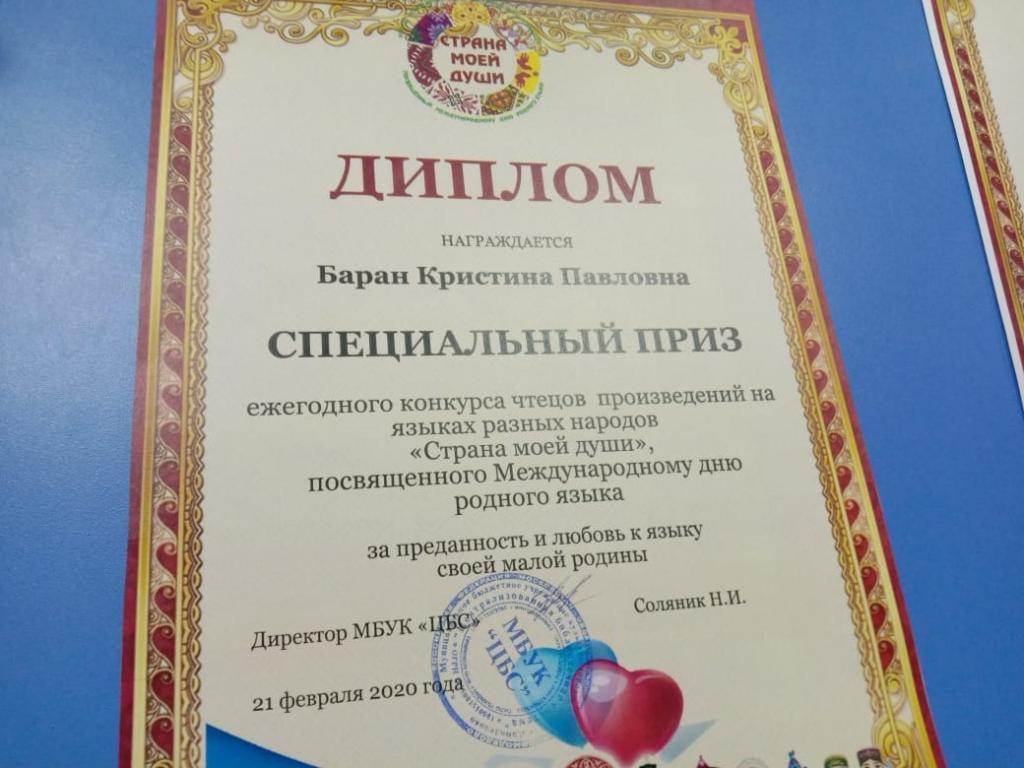 СТРАНА
МОЕЙ
ДУШИ
ДИПЛОМ
НАГРАЖДАЕТСЯ
Баран Кристина Павловна
СПЕЦИАЛЬНЫЙ ПРИЗ
ежегодного конкурса чтецов произведений на
языках разных народов
«Страна моей души»,
посвященного Международному дню
родного языка
за преданность и любовь к языку
своей малой родины
Директор МБУК «ЦБС»
Соляник Н.И.
21 февраля 2020 года
МБУК
"ЦБС"